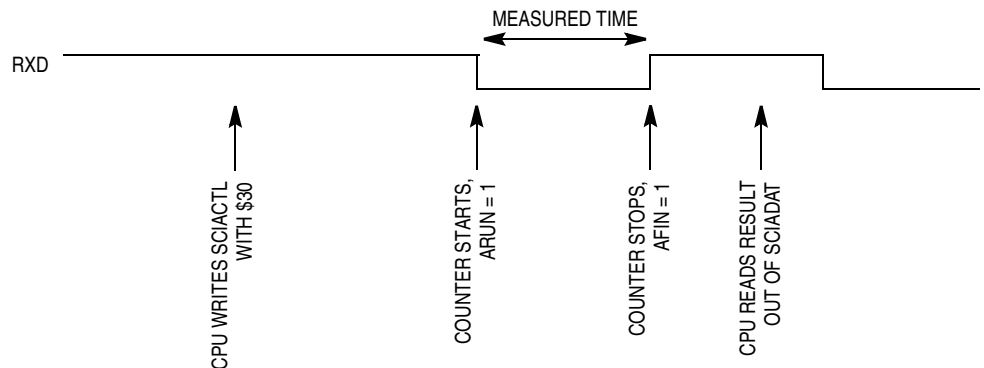 MEASURED TIME
RXD
CPU WRITES SCIACTL
WITH $30
COUNTER STARTS,
ARUN = 1
COUNTER STOPS,
AFIN = 1
CPU READS RESULT
OUT OF SCIADAT